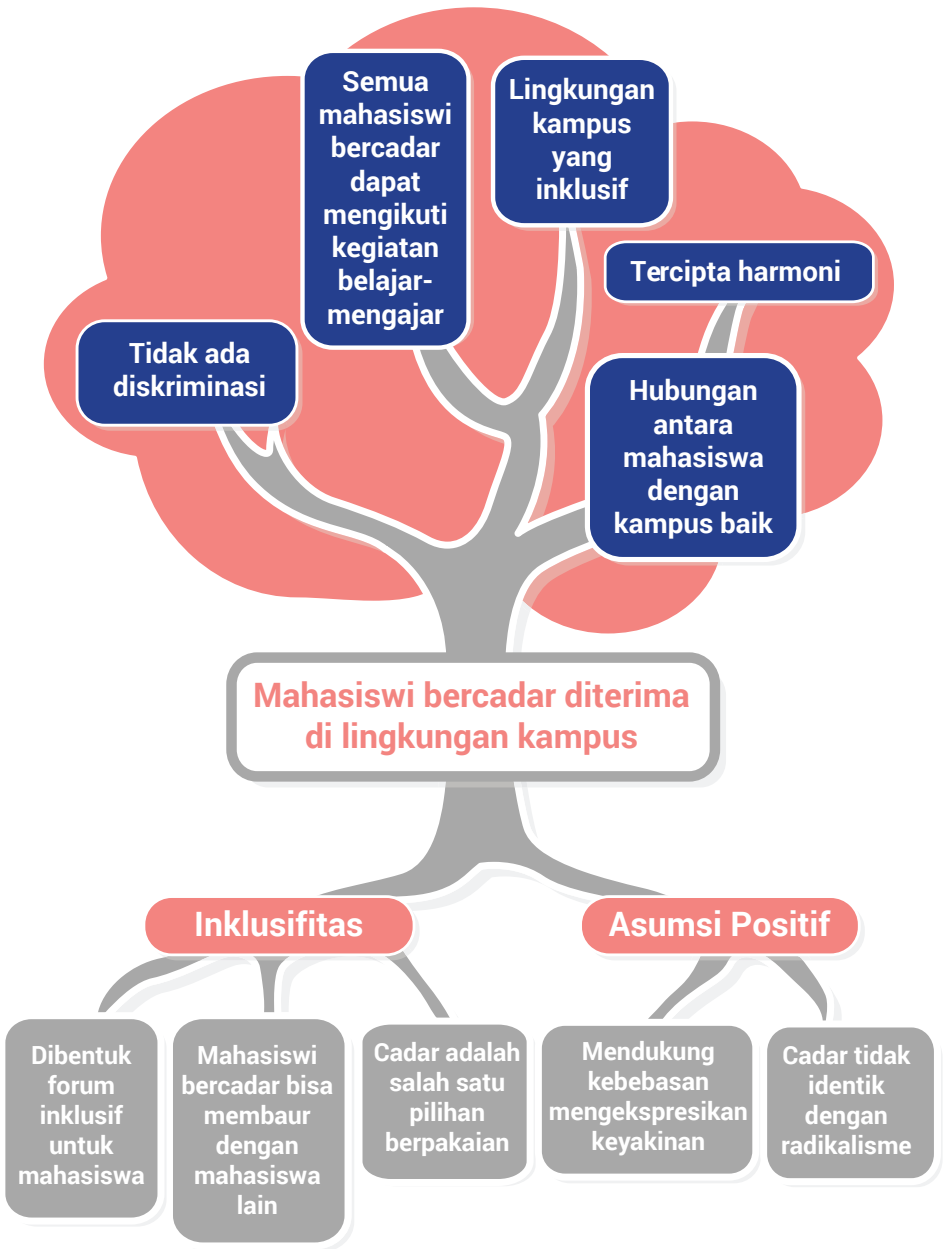 Semua
mahasiswi
bercadar
dapat
mengikuti
kegiatan
belajar-
mengajar
Lingkungan
kampus
yang
inklusif
Tercipta harmoni
Tidak ada
diskriminasi
Hubungan
antara
mahasiswa
dengan
kampus baik
Mahasiswi bercadar diterima
di lingkungan kampus
Inklusifitas
Asumsi Positif
Dibentuk
forum
inklusif
untuk
mahasiswa
Mahasiswi
bercadar bisa
membaur
dengan
mahasiswa
lain
Cadar adalah
salah satu
pilihan
berpakaian
Mendukung
kebebasan
mengekspresikan
keyakinan
Cadar tidak
identik
dengan
radikalisme